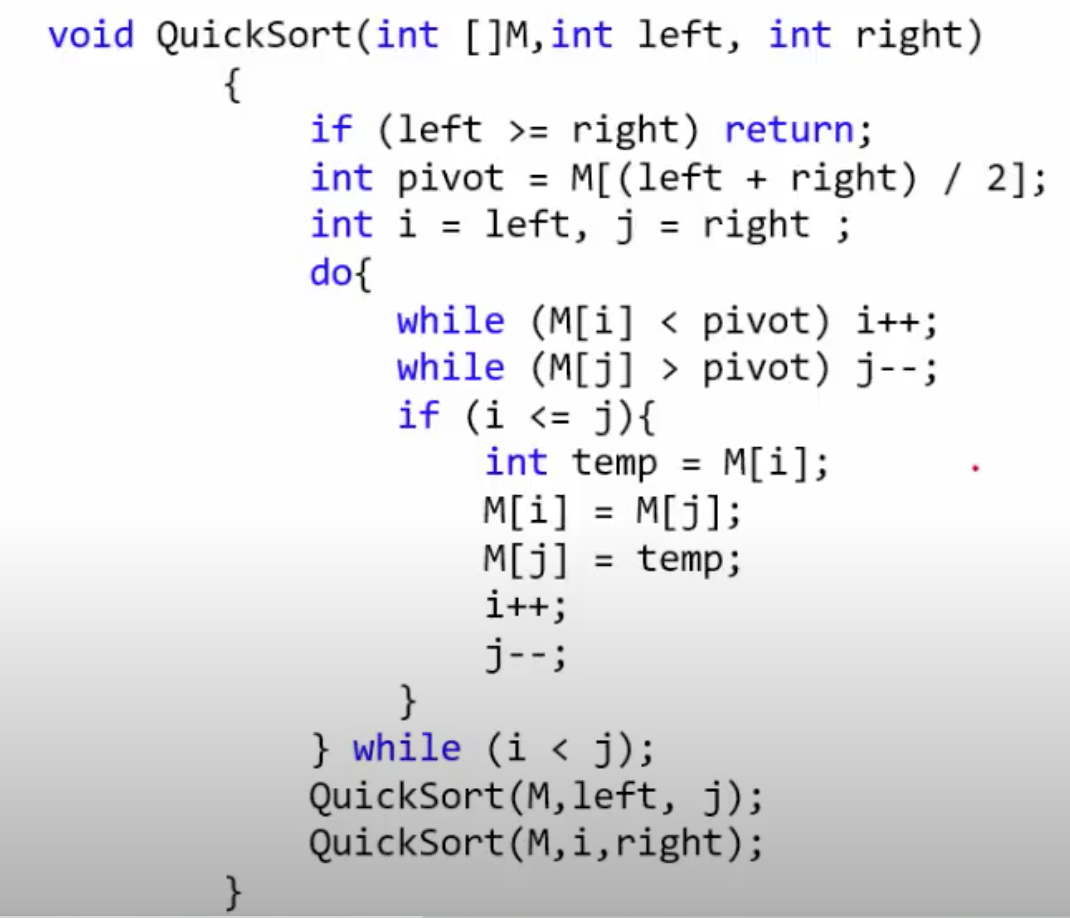 void QuickSort(int []M,int left, int right)
{
if (left >= right) return;
int pivot = M[(left + right) / 2];
int i = left, j = right ;
do{
while (M[i] < pivot) i++;
while (M[j] > pivot) j--;
if (i <= j){
int temp = M[i];
M[i] = M[j];
M[j] = temp;
i++;
j--;
}
} while (i < j);
QuickSort(M,left, j);
QuickSort(M,i,right);
}